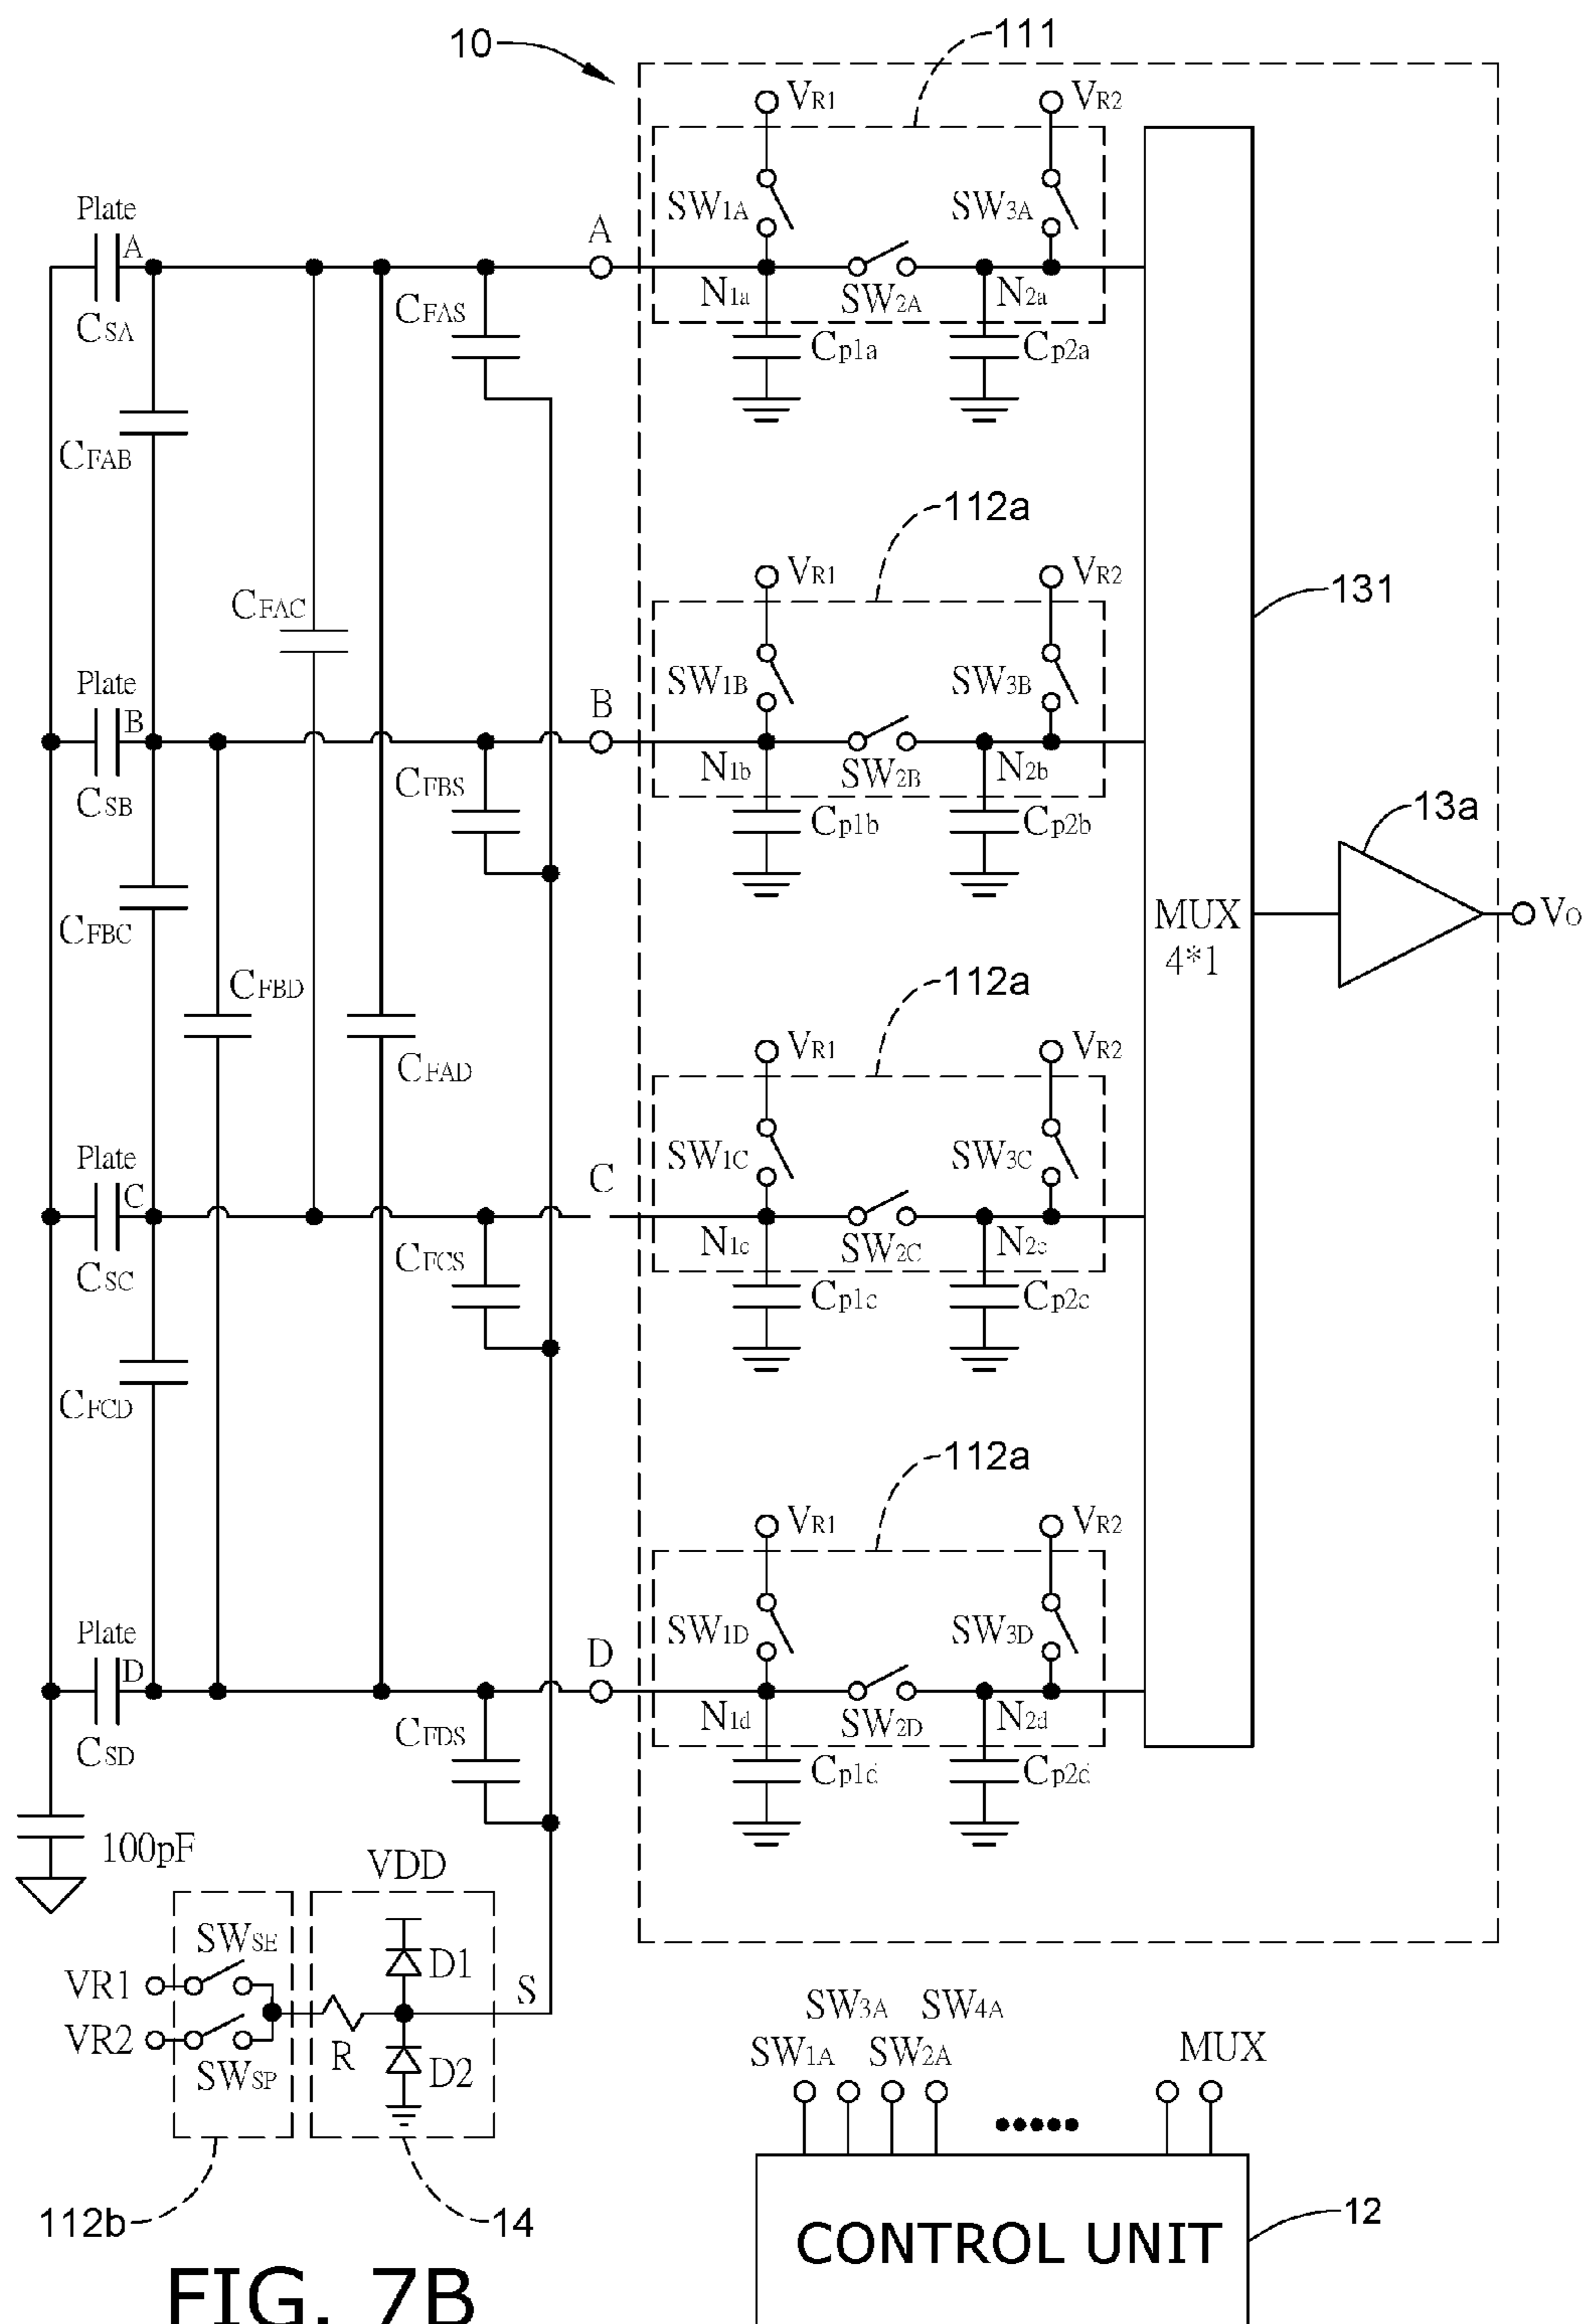 10
111
VR1
VR2
Plate
A
A
SW1A
SW3A
CSA
CFAS
N1a
SW2A
N2a
Cp1a
Cp2a
CFAB
112a
VR1
VR2
131
CFAC
Plate
B
B
SW1B
SW3B
CSB
CFBS
N1b
SW2B
N2b
Cp1b
Cp2b
13a
CFBC
MUX
4*1
VO
CFBD
112a
VR1
VR2
CFAD
Plate
C
C
SW1C
SW3C
CSC
CFCS
N1c
SW2C
N2c
Cp1c
Cp2c
CFCD
112a
VR1
VR2
Plate
D
D
SW1D
SW3D
CSD
CFDS
N1d
SW2D
N2d
Cp1d
Cp2d
100pF
VDD
SWSE
D1
VR1
S
VR2
R
SWSP
D2
SW3A
SW4A
SW1A
SW2A
MUX
112b
14
12
CONTROL UNIT
FIG. 7B